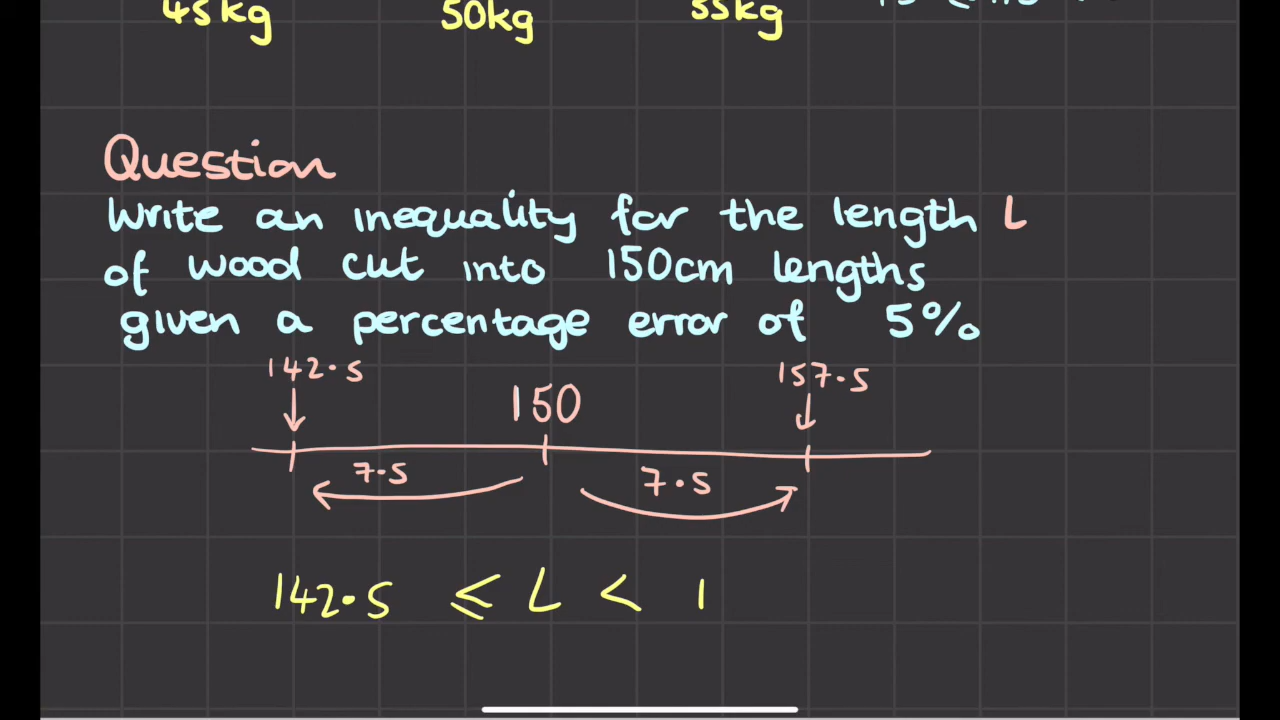 45kg 50kg 55kg
Question
Write an inequality for the length L
of wood cut into 150cm lengths
given a percentage error of 5%
142.5 150 157.5
7.5 7.5
142.5 ≤ L < 1